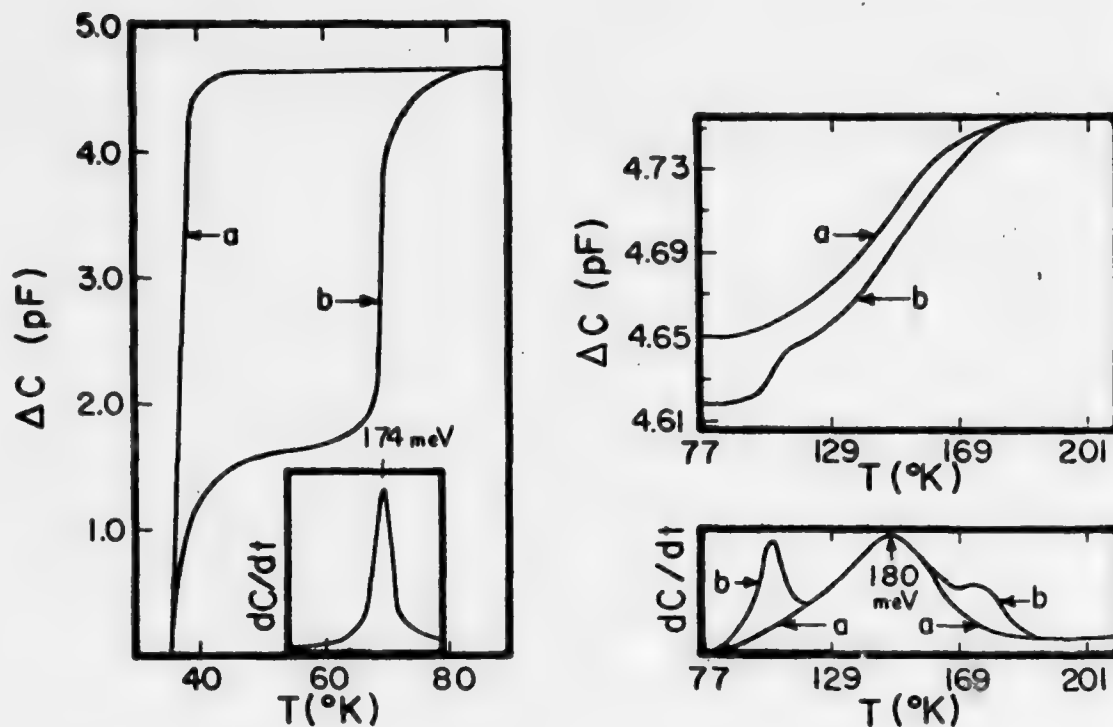 5.0
4.0
3.0
2.0
1.0
ΔC (pF)
a
b
174 meV
dC/dt
40 60 80
T(°K)
4.73
4.69
4.65
4.61
ΔC (pF)
a
b
77 129 169 201
T(°K)
dC/dt
b
a
180
meV
a
b
77 129 169 201
T(°K)